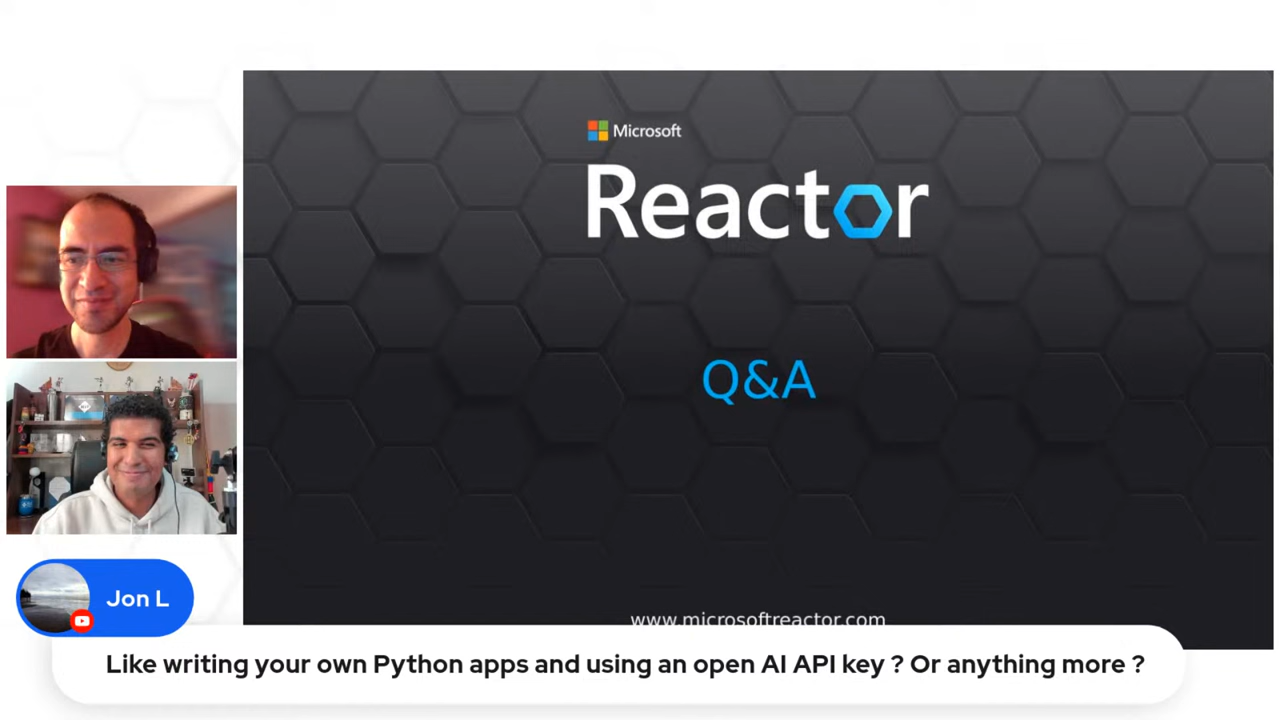 Microsoft
Reactor
Q&A
www.microsoftreactor.com
Jon L
Like writing your own Python apps and using an open AI API key ? Or anything more ?